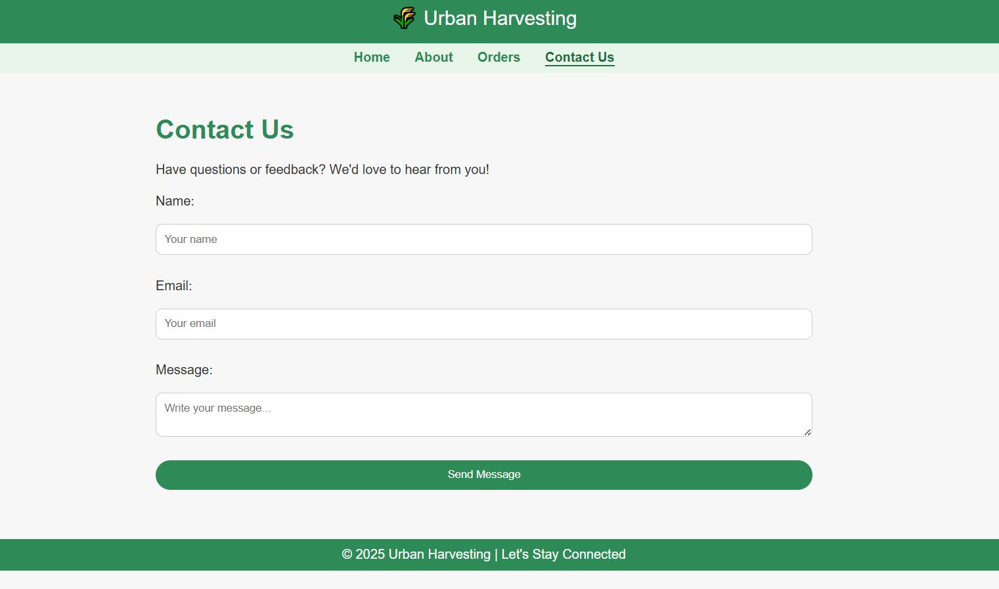 Urban Harvesting
Home About Orders Contact Us
Contact Us
Have questions or feedback? We'd love to hear from you!
Name:
Your name
Email:
Your email
Message:
Write your message...
Send Message
© 2025 Urban Harvesting | Let's Stay Connected